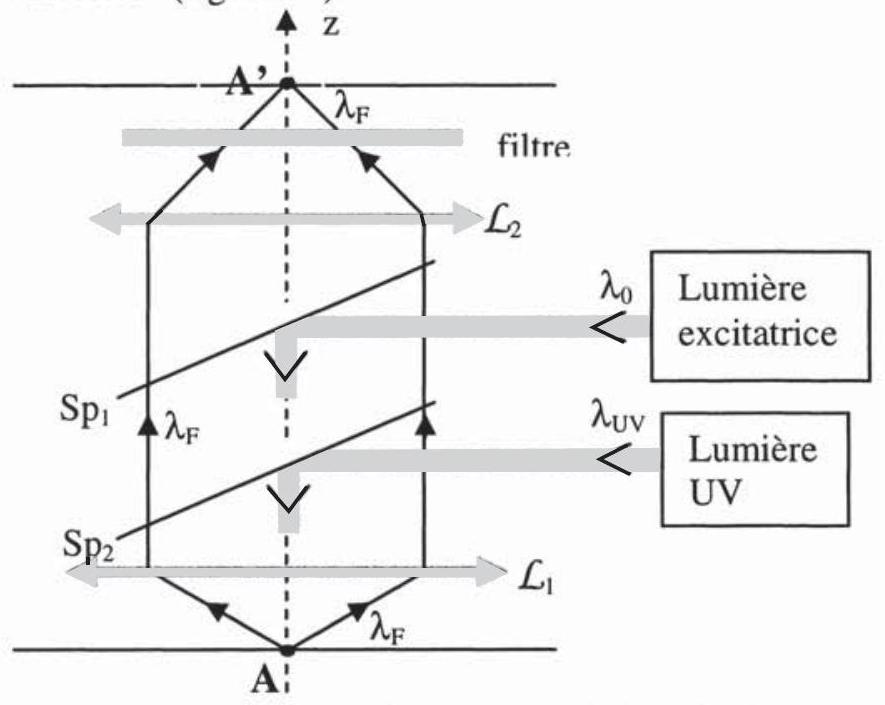 z
A'
λF
filtre
ℒ2
λ0
Lumière
excitatrice
Sp1
λF
λUV
Lumière
UV
Sp2
ℒ1
λF
A